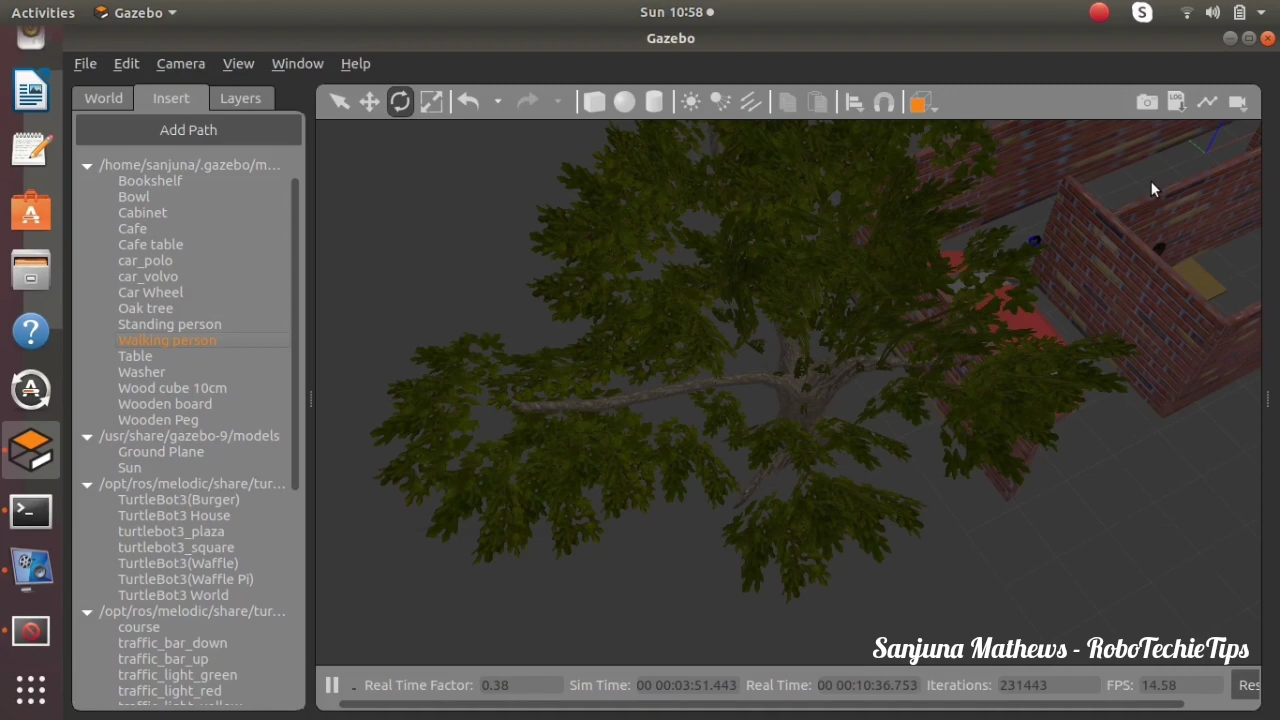 Activities Gazebo Sun 10:58
Gazebo
File Edit Camera View Window Help
World Insert Layers
LOG
Add Path
/home/sanjuna/.gazebo/m...
Bookshelf
Bowl
Cabinet
Cafe
Cafe table
car_polo
car_volvo
Car Wheel
Oak tree
Standing person
Walking person
Table
Washer
Wood cube 10cm
Wooden board
Wooden Peg
/usr/share/gazebo-9/models
Ground Plane
Sun
/opt/ros/melodic/share/tur...
TurtleBot3(Burger)
TurtleBot3 House
turtlebot3_plaza
turtlebot3_square
TurtleBot3(Waffle)
TurtleBot3(Waffle Pi)
TurtleBot3 World
/opt/ros/melodic/share/tur...
course
traffic_bar_down
traffic_bar_up
traffic_light_green
traffic_light_red
traffic_light_yellow
Sanjuna Mathews - RoboTechieTips
Real Time Factor: 0.38 Sim Time: 00 00:03:51.443 Real Time: 00 00:10:36.753 Iterations: 231443 FPS: 14.58 Res